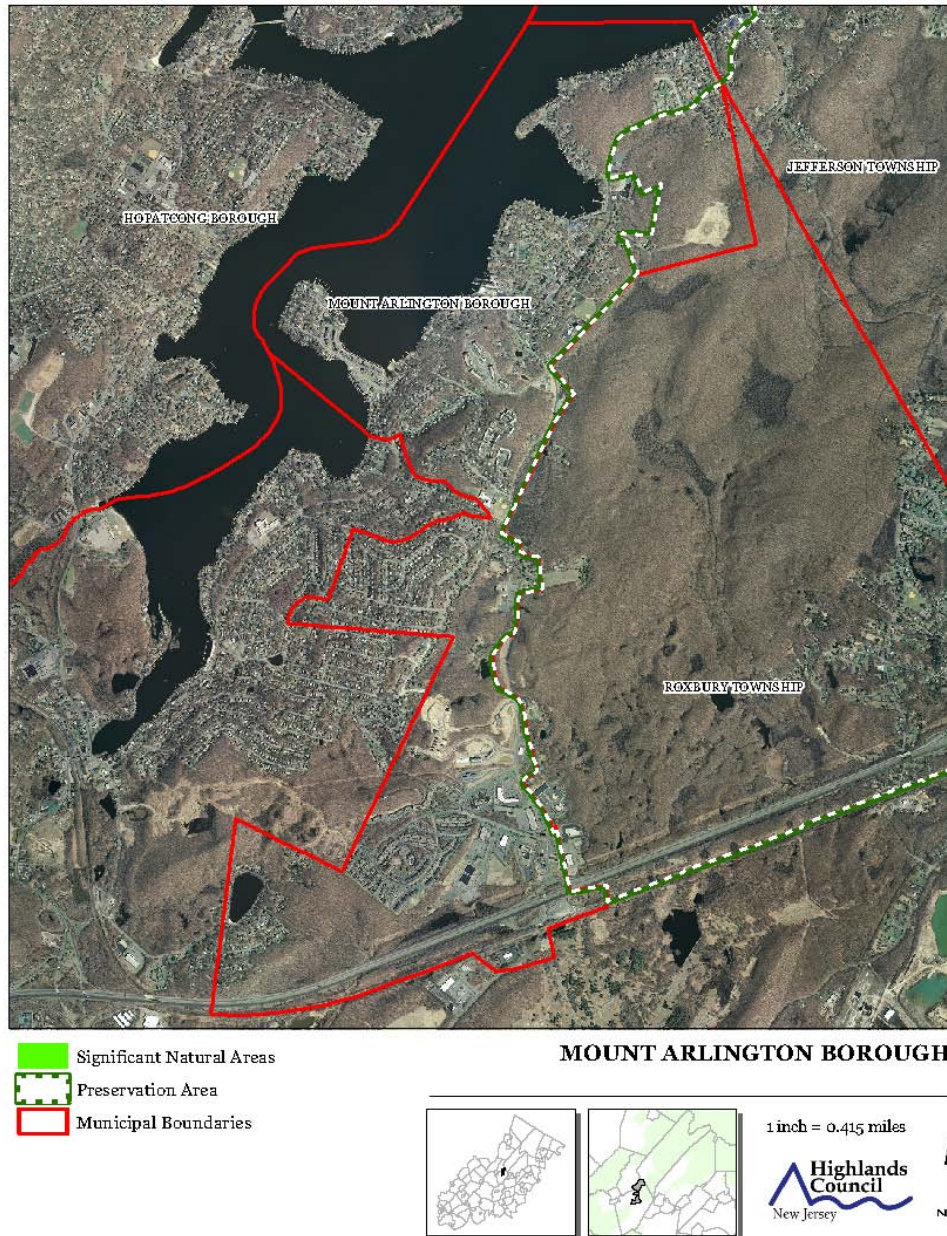 JEFFERSON TOWNSHIP
HOPATCONG BOROUGH
MOUNT ARLINGTON BOROUGH
ROXBURY TOWNSHIP
Significant Natural Areas
Preservation Area
Municipal Boundaries
MOUNT ARLINGTON BOROUGH
1 inch = 0.415 miles
Highlands
Council
New Jersey
N